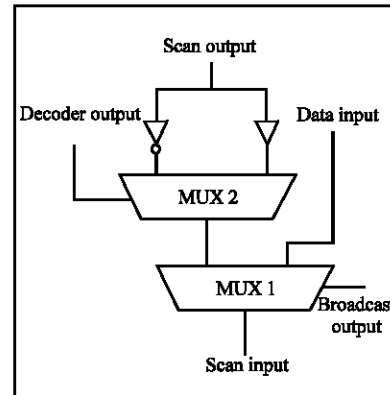 Scan output
Decoder output
Data input
MUX 2
MUX 1
Broadcas
output
Scan input